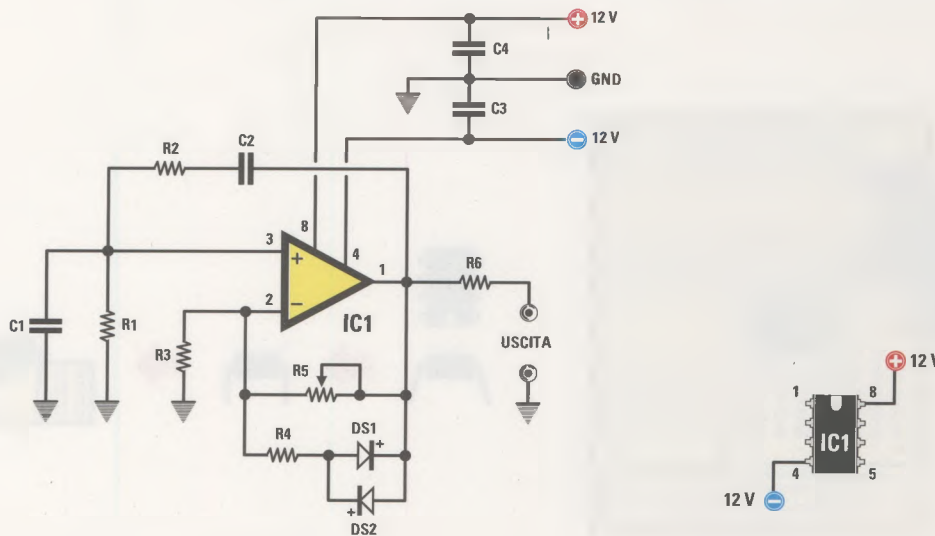 + 12 V
C4
GND
C3
− 12 V
R2
C2
8
3
+
4
1
R6
2
−
IC1
C1
R1
R3
USCITA
R5
R4
DS1
+
+
DS2
+ 12 V
1
8
IC1
4
5
12 V −